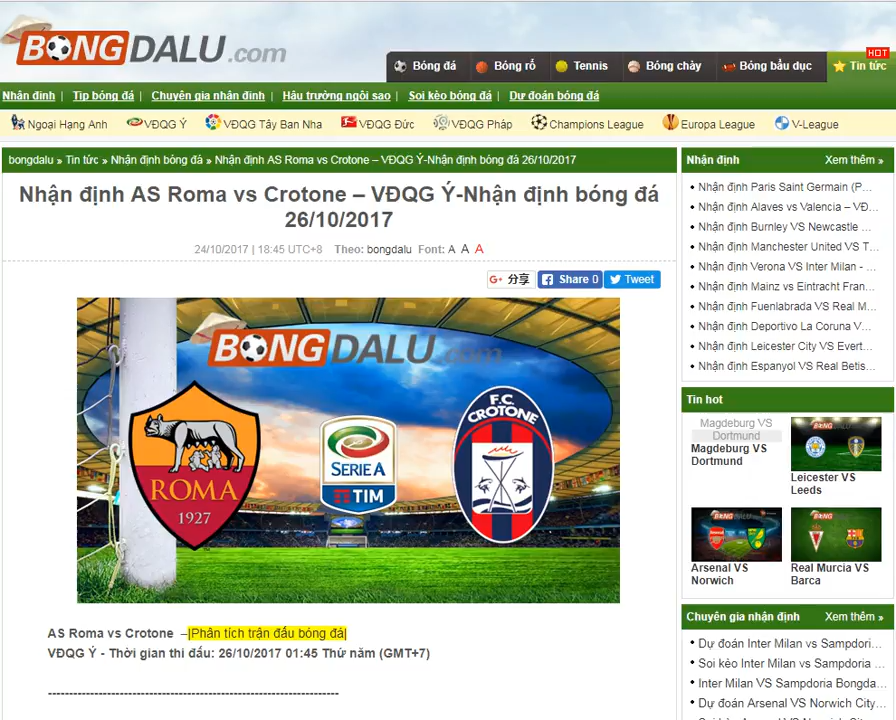 BONGDALU.com
Bóng đá
Bóng rổ
Tennis
Bóng chày
Bóng bầu dục
HOT
Tin tức
Nhận định | Tip bóng đá | Chuyên gia nhận định | Hậu trường ngôi sao | Soi kèo bóng đá | Dự đoán bóng đá
Ngoại Hạng Anh VĐQG Ý VĐQG Tây Ban Nha VĐQG Đức VĐQG Pháp Champions League Europa League V-League
bongdalu » Tin tức » Nhận định bóng đá » Nhận định AS Roma vs Crotone – VĐQG Ý-Nhận định bóng đá 26/10/2017
Nhận định AS Roma vs Crotone – VĐQG Ý-Nhận định bóng đá
26/10/2017
24/10/2017 | 18:45 UTC+8 Theo: bongdalu Font: A A A
G+ 分享 Share 0 Tweet
BONGDALU.com
ROMA
1927
SERIE A
TIM
F.C.
CROTONE
AS Roma vs Crotone –|Phân tích trận đấu bóng đá|
VĐQG Ý - Thời gian thi đấu: 26/10/2017 01:45 Thứ năm (GMT+7)
----------------------------------------------------------------------
Nhận định Xem thêm »
Nhận định Paris Saint Germain (P...
Nhận định Alaves vs Valencia – VĐ...
Nhận định Burnley VS Newcastle ...
Nhận định Manchester United VS T...
Nhận định Verona VS Inter Milan - ...
Nhận định Mainz vs Eintracht Fran...
Nhận định Fuenlabrada VS Real M...
Nhận định Deportivo La Coruna V...
Nhận định Leicester City VS Evert...
Nhận định Espanyol VS Real Betis...
Tin hot
Magdeburg VS
Dortmund
Magdeburg VS
Dortmund
Leicester VS
Leeds
Arsenal VS
Norwich
Real Murcia VS
Barca
Chuyên gia nhận định Xem thêm »
Dự đoán Inter Milan vs Sampdori...
Soi kèo Inter Milan vs Sampdoria ...
Inter Milan VS Sampdoria Bongda...
Dự đoán Arsenal VS Norwich City...